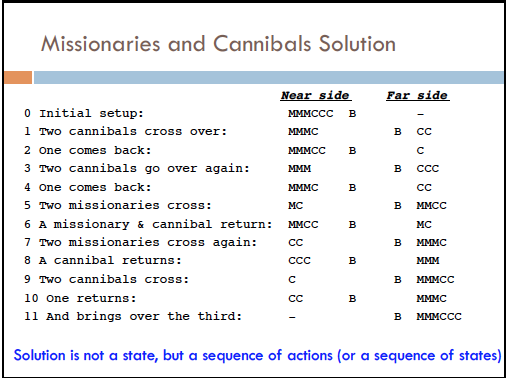 Missionaries and Cannibals Solution
Near side Far side
0 Initial setup: MMMCCC B –
1 Two cannibals cross over: MMMC B CC
2 One comes back: MMMCC B C
3 Two cannibals go over again: MMM B CCC
4 One comes back: MMMC B CC
5 Two missionaries cross: MC B MMCC
6 A missionary & cannibal return: MMCC B MC
7 Two missionaries cross again: CC B MMMC
8 A cannibal returns: CCC B MMM
9 Two cannibals cross: C B MMMCC
10 One returns: CC B MMMC
11 And brings over the third: – B MMMCCC
Solution is not a state, but a sequence of actions (or a sequence of states)